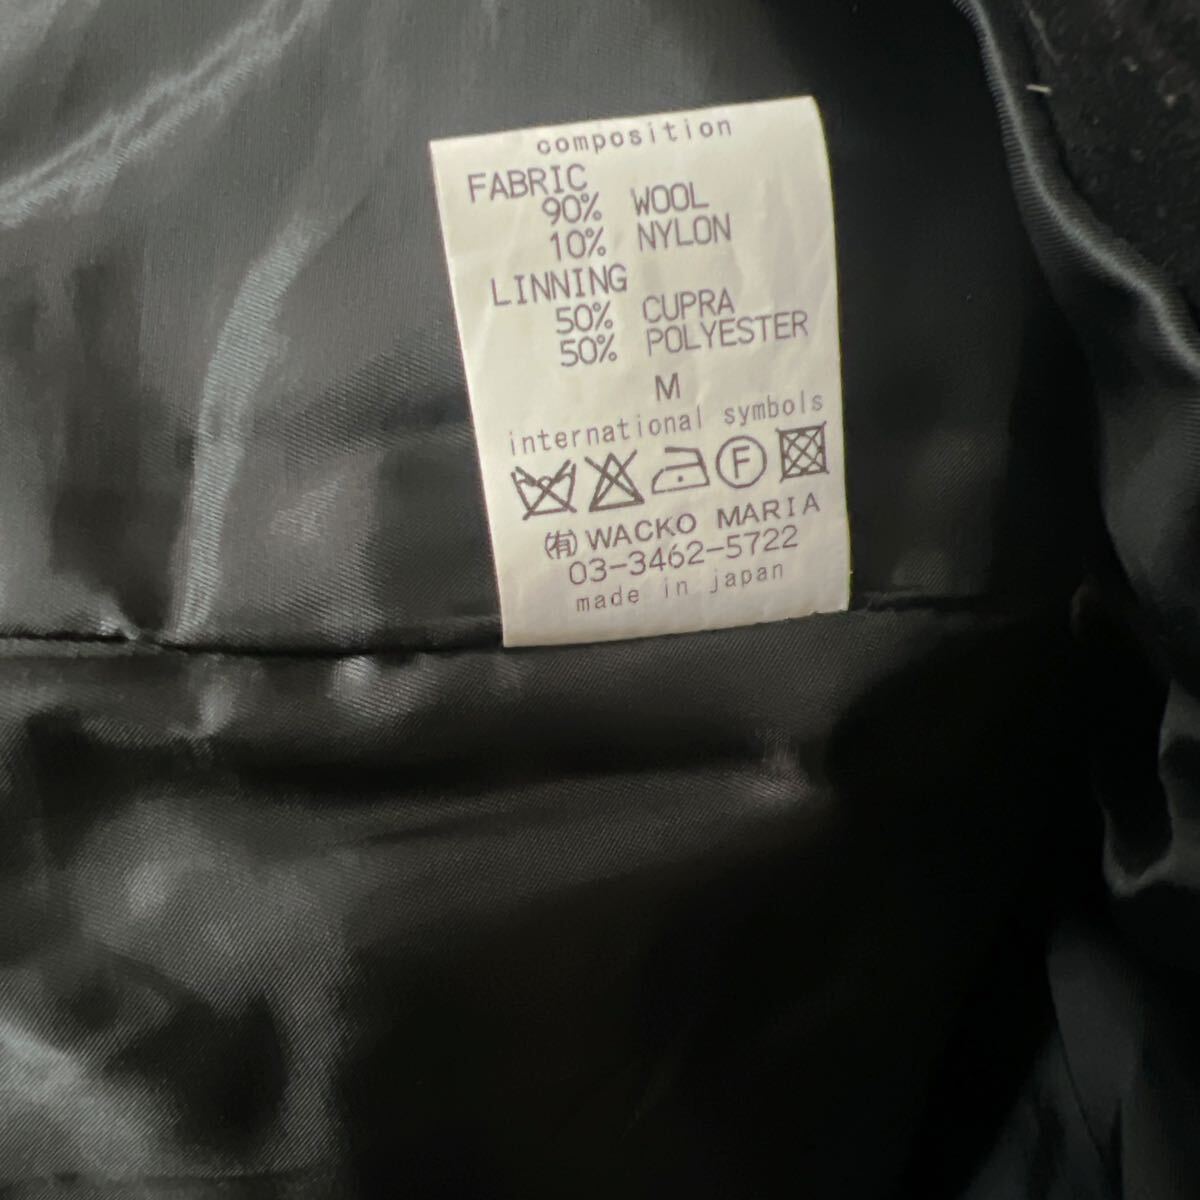 composition
FABRIC
90% WOOL
10% NYLON
LINNING
50% CUPRA
50% POLYESTER
M
international symbols
F
㈲ WACKO MARIA
03-3462-5722
made in japan